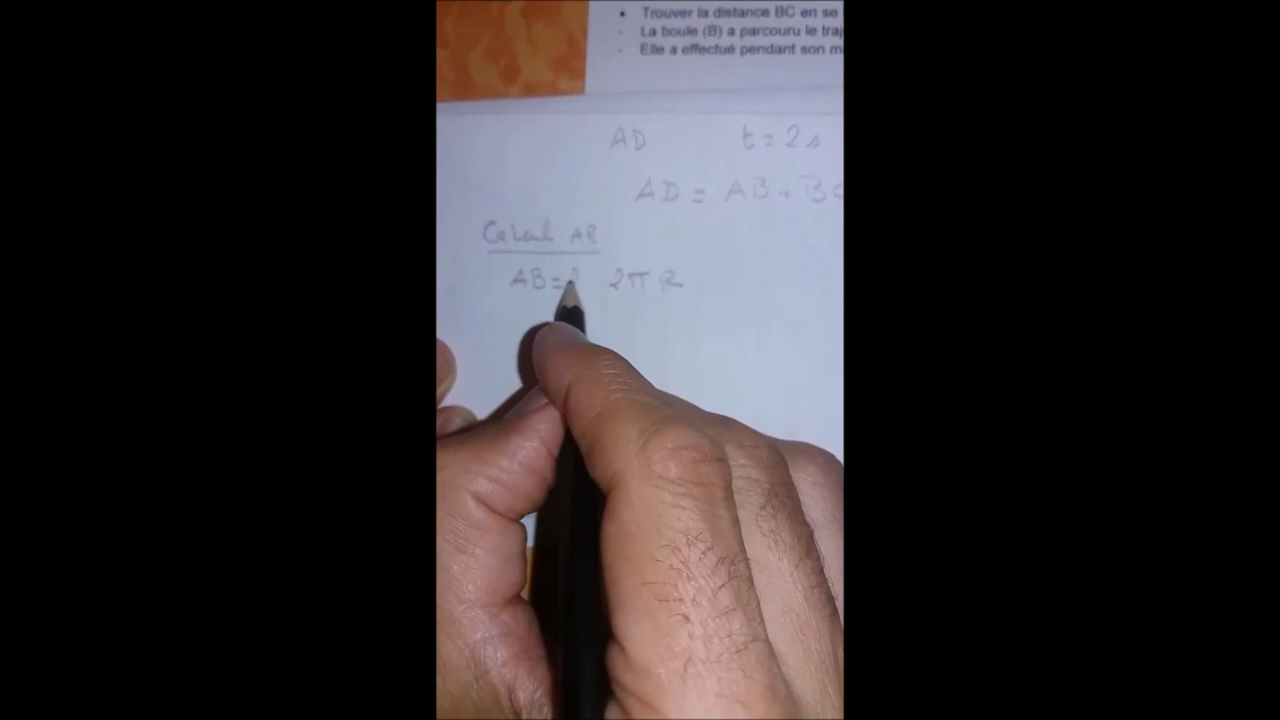 • Trouver la distance BC en se
- La boule (B) a parcouru le traj
- Elle a effectué pendant son m
AD t = 2s
AD = AB + BC
Calcul AB
AB = 2 2π R